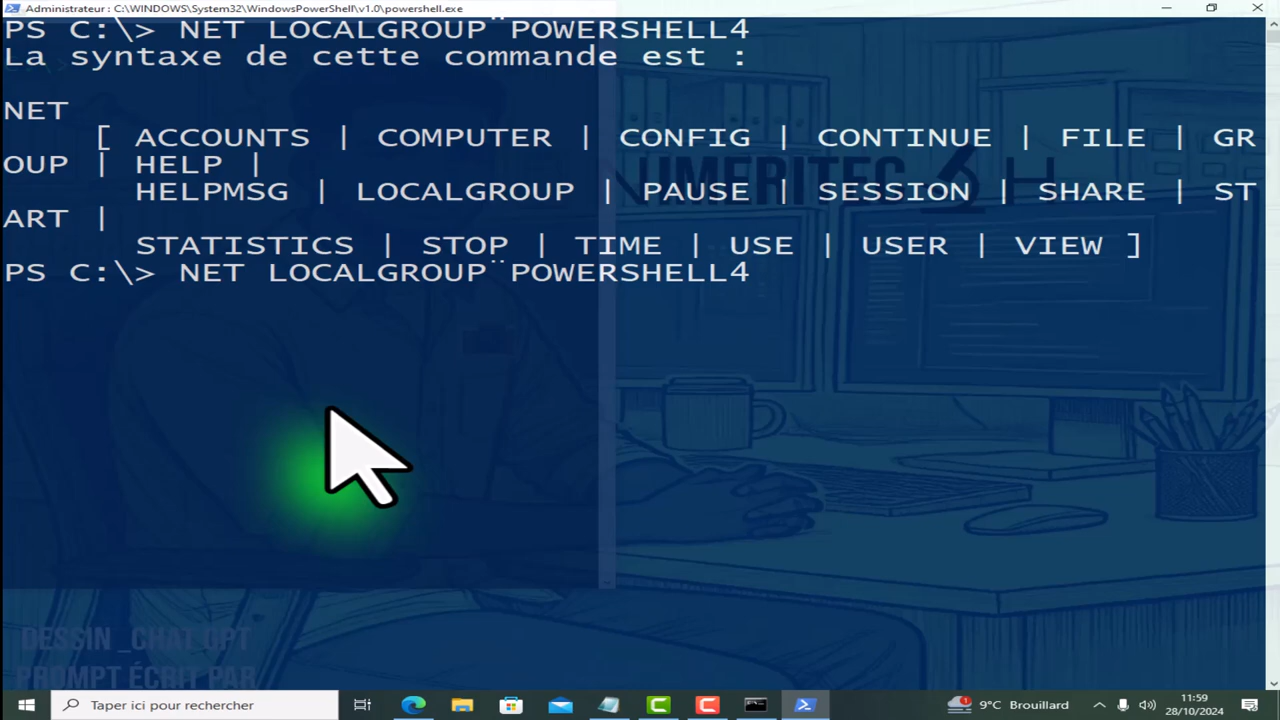 Administrateur : C:\WINDOWS\System32\WindowsPowerShell\v1.0\powershell.exe
PS C:\> NET LOCALGROUP¨POWERSHELL4
La syntaxe de cette commande est :
NET
[ ACCOUNTS | COMPUTER | CONFIG | CONTINUE | FILE | GR
OUP | HELP |
HELPMSG | LOCALGROUP | PAUSE | SESSION | SHARE | ST
ART |
STATISTICS | STOP | TIME | USE | USER | VIEW ]
PS C:\> NET LOCALGROUP¨POWERSHELL4
NUMERITEC H
DESSIN _CHAT GPT
PROMPT ÉCRIT PAR
Taper ici pour rechercher
9°C Brouillard
11:59
28/10/2024